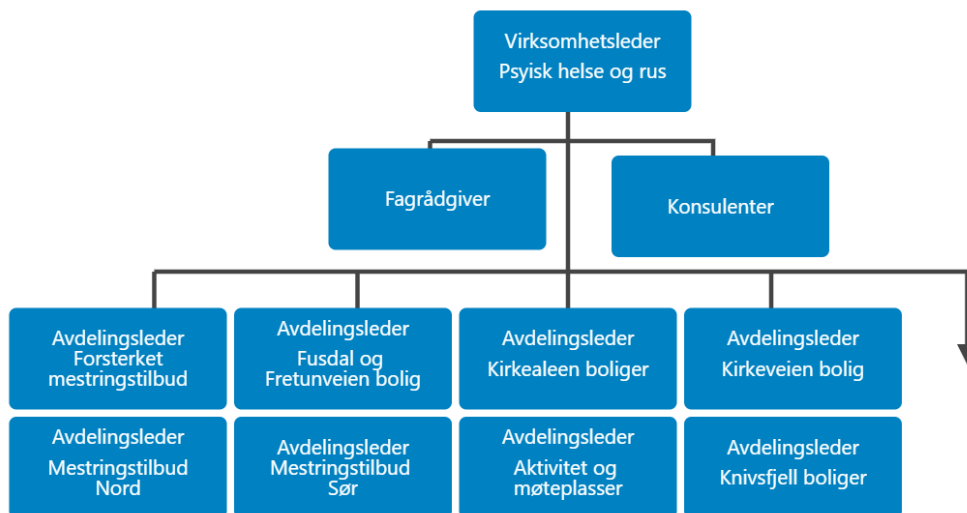 Virksomhetsleder
Psyisk helse og rus
Fagrådgiver
Konsulenter
Avdelingsleder
Forsterket
mestringstilbud
Avdelingsleder
Fusdal og
Fretunveien bolig
Avdelingsleder
Kirkealeen boliger
Avdelingsleder
Kirkeveien bolig
Avdelingsleder
Mestringstilbud
Nord
Avdelingsleder
Mestringstilbud
Sør
Avdelingsleder
Aktivitet og
møteplasser
Avdelingsleder
Knivsfjell boliger